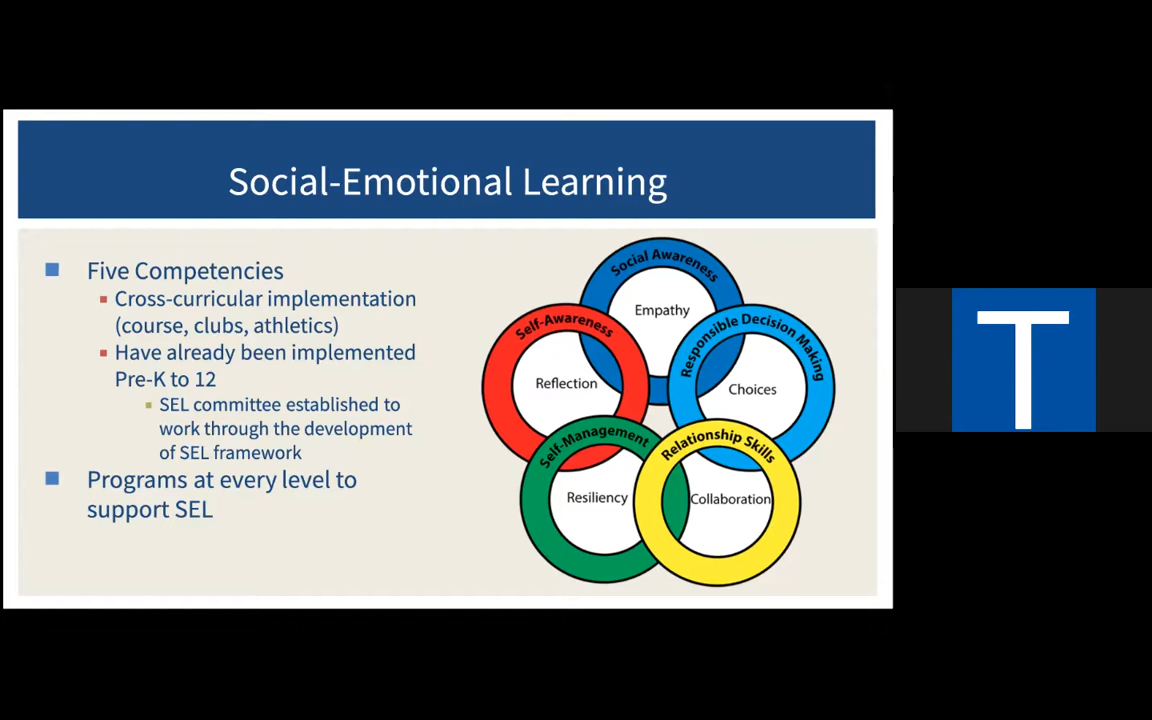 Social-Emotional Learning
Five Competencies
Cross-curricular implementation
(course, clubs, athletics)
Have already been implemented
Pre-K to 12
SEL committee established to
work through the development
of SEL framework
Programs at every level to
support SEL
Social Awareness
Empathy
Self-Awareness
Reflection
Responsible Decision Making
Choices
Self-Management
Resiliency
Relationship Skills
Collaboration
T